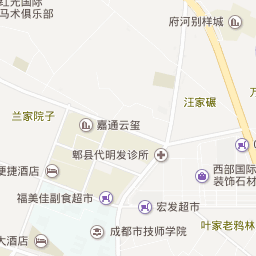 红光国际
马术俱乐部
府河别样城
汪家碾
兰家院子
嘉通云玺
郫县代明发诊所
便捷酒店
西部国际
装饰石材
福美佳副食超市
宏发超市
叶家老鸦林
成都市技师学院
大酒店